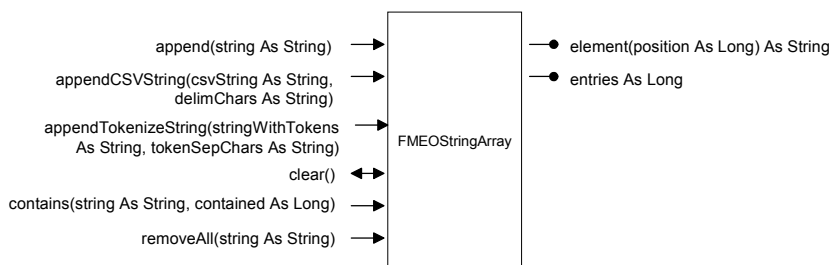 append(string As String)
appendCSVString(csvString As String,
delimChars As String)
appendTokenizeString(stringWithTokens
As String, tokenSepChars As String)
clear()
contains(string As String, contained As Long)
removeAll(string As String)
FMEOStringArray
element(position As Long) As String
entries As Long